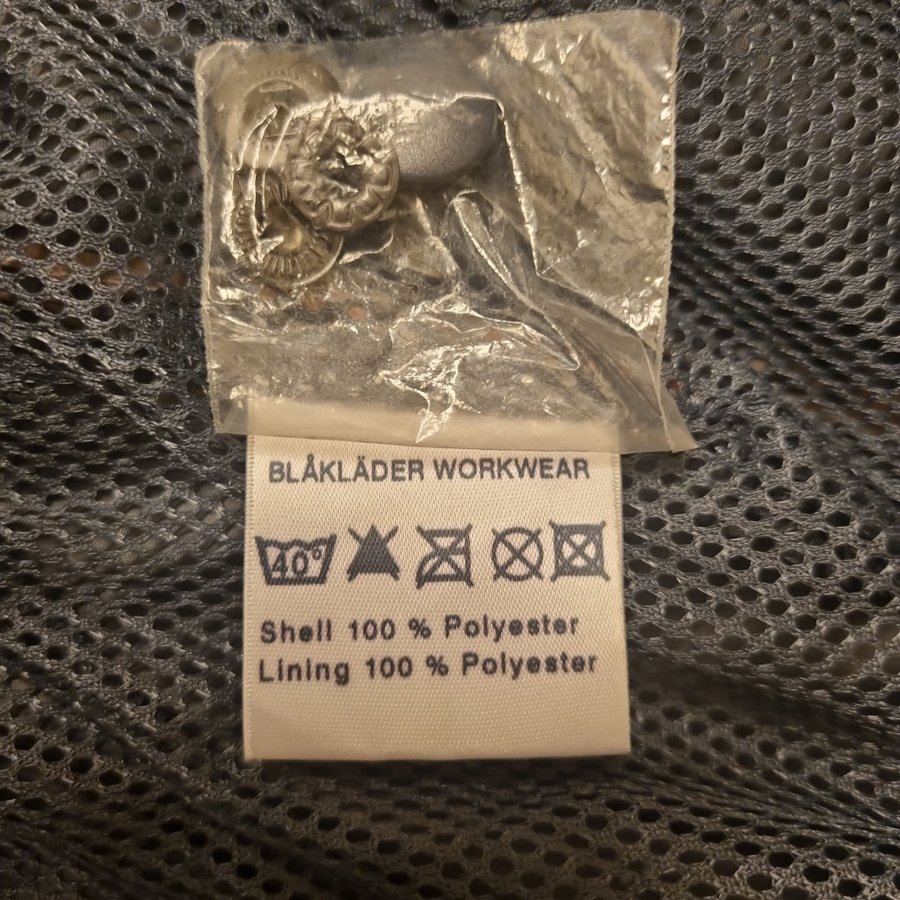 BLÅKLÄDER WORKWEAR
40°
Shell 100 % Polyester
Lining 100 % Polyester